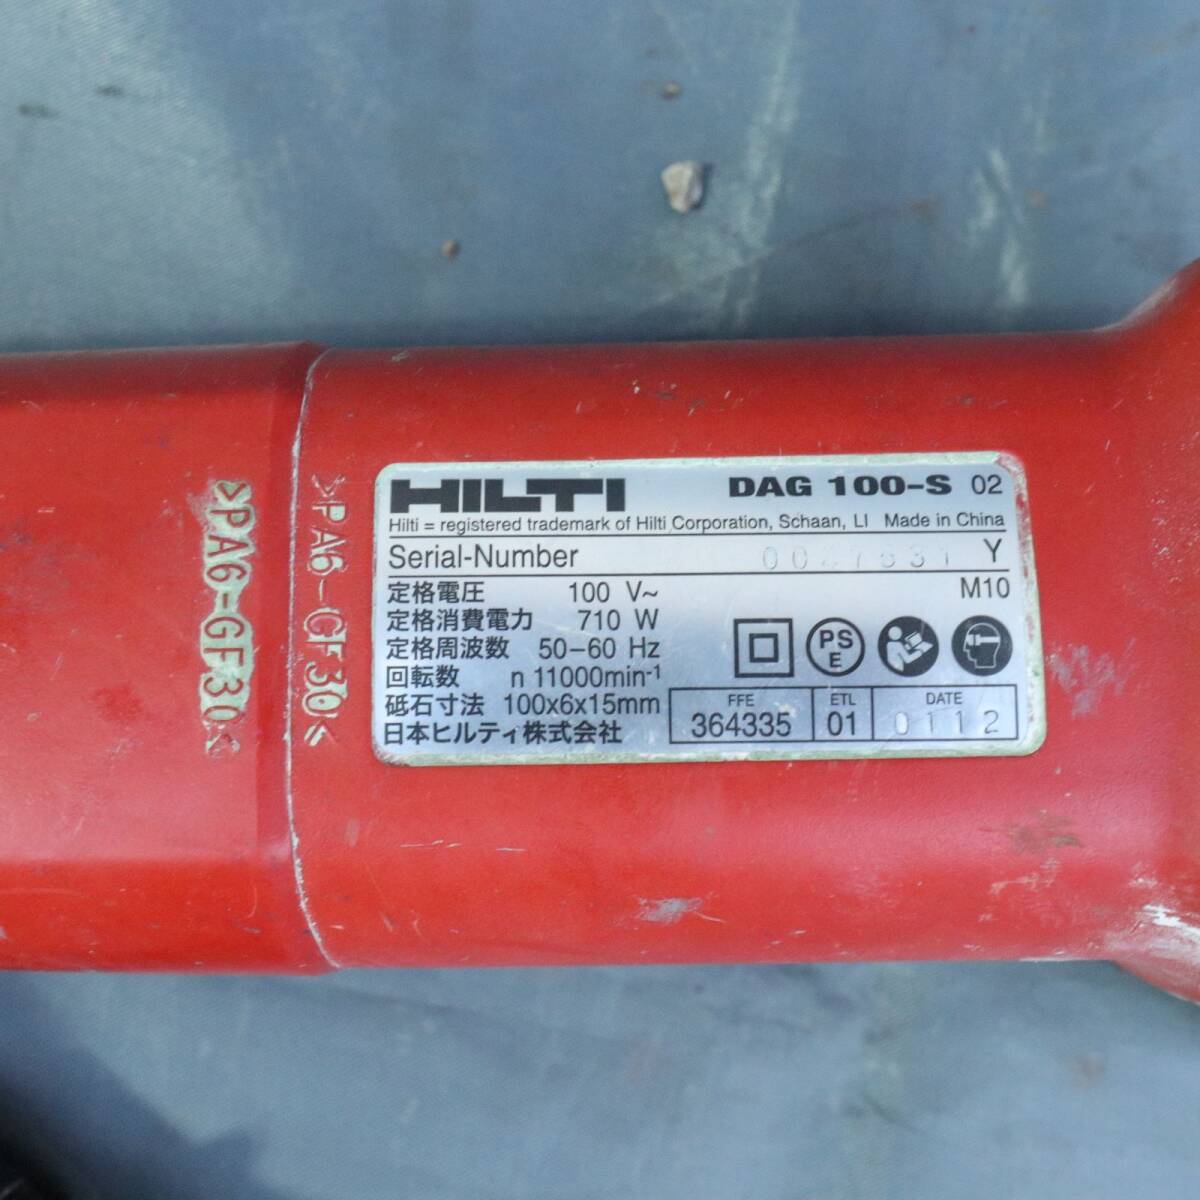 >PA6-GF30<
>PA6-GF30<
HILTI DAG 100-S 02
Hilti = registered trademark of Hilti Corporation, Schaan, LI Made in China
Serial-Number Y
定格電圧 100 V~ M10
定格消費電力 710 W
定格周波数 50-60 Hz
回転数 n 11000min-1
砥石寸法 100x6x15mm
日本ヒルティ株式会社
PS
E
FFE ETL DATE
364335 01 0112